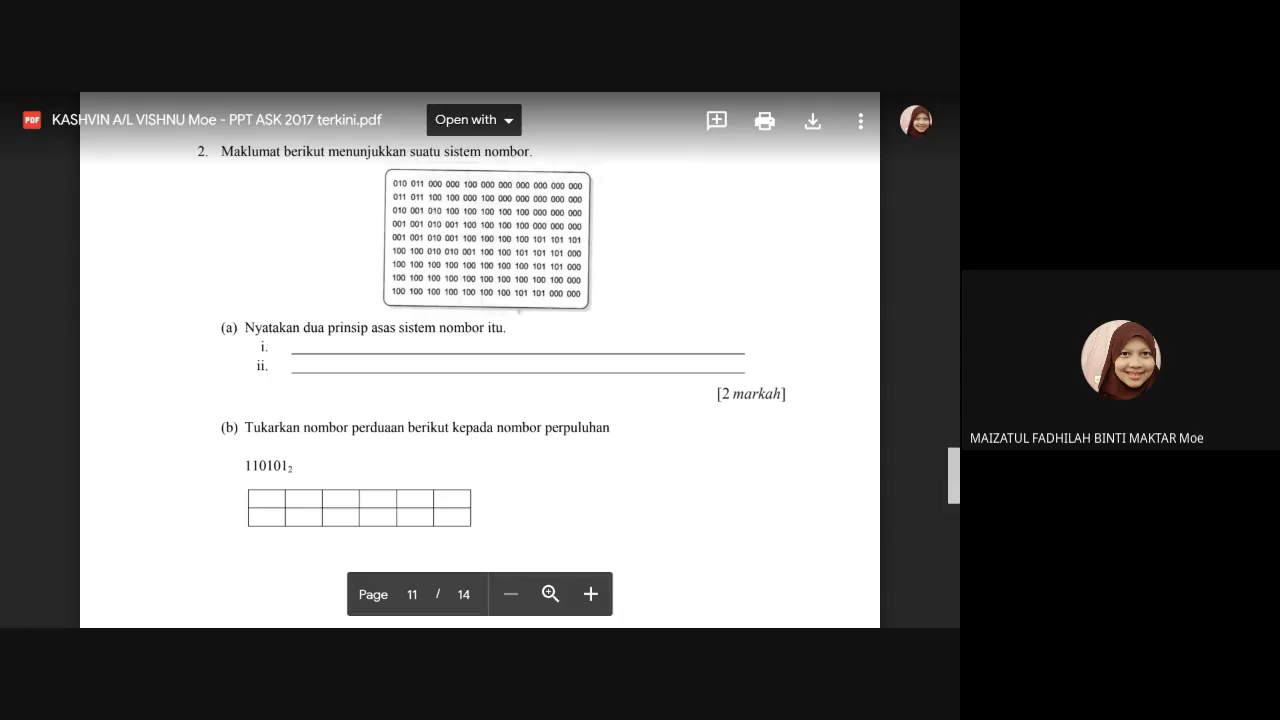 KASHVIN A/L VISHNU Moe - PPT ASK 2017 terkini.pdf
Open with
2. Maklumat berikut menunjukkan suatu sistem nombor.
010 011 000 000 100 000 000 000 000 000 000
011 011 100 100 000 100 000 000 000 000 000
010 001 010 100 100 100 100 100 000 000 000
001 001 010 001 100 100 100 100 000 000 000
001 001 010 001 100 100 100 100 101 101 101
100 100 010 010 001 100 100 101 101 101 000
100 100 100 100 100 100 100 100 101 101 000
100 100 100 100 100 100 100 100 100 100 000
100 100 100 100 100 100 100 101 101 000 000
(a) Nyatakan dua prinsip asas sistem nombor itu.
i.
ii.
[2 markah]
(b) Tukarkan nombor perduaan berikut kepada nombor perpuluhan
110101₂
Page 11 / 14
MAIZATUL FADHILAH BINTI MAKTAR Moe